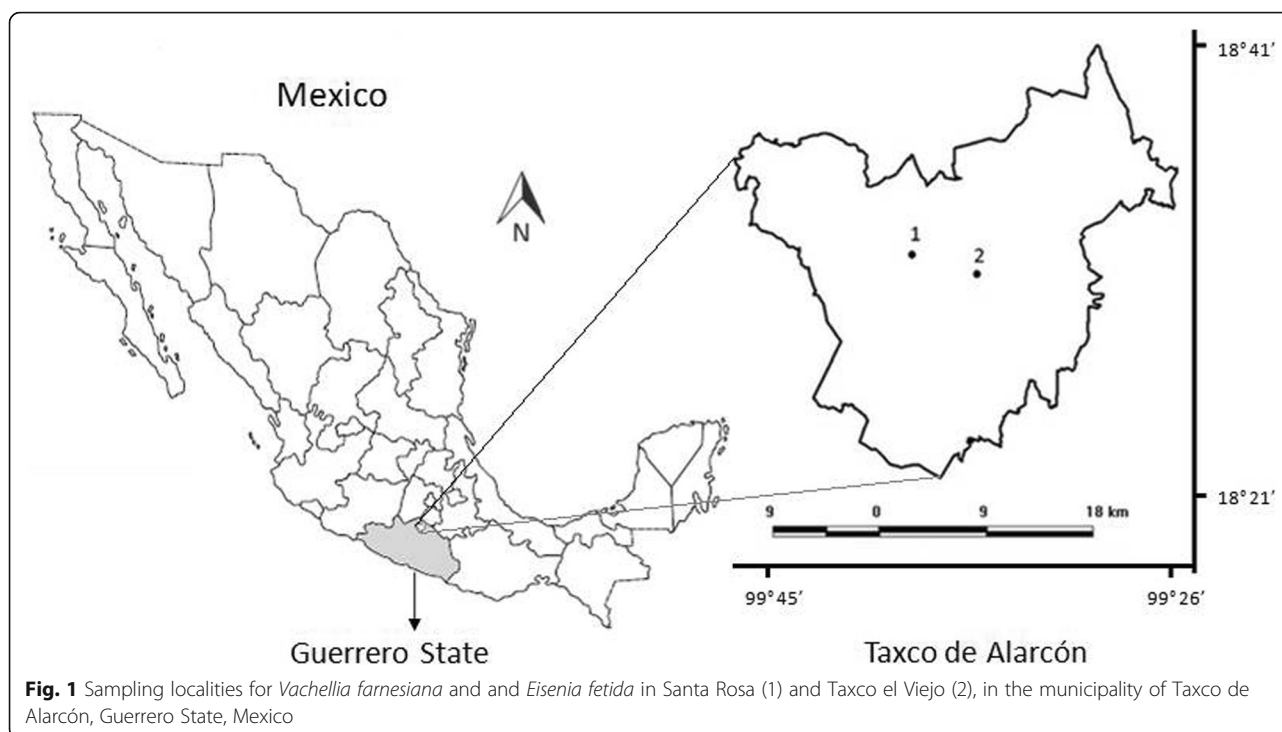 Mexico
N
18°41'
1
2
18°21'
9 0 9 18 km
99°45' 99°26'
Guerrero State
Taxco de Alarcón
Fig. 1 Sampling localities for Vachellia farnesiana and and Eisenia fetida in Santa Rosa (1) and Taxco el Viejo (2), in the municipality of Taxco de
Alarcón, Guerrero State, Mexico